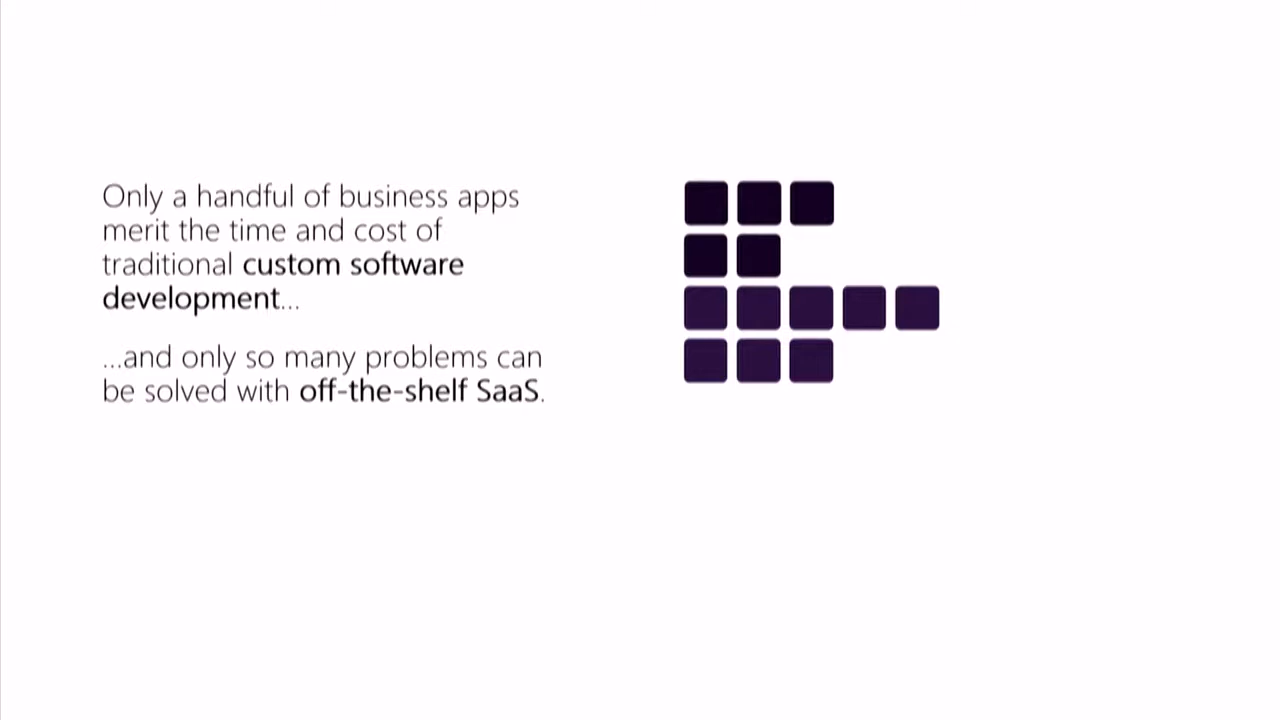 Only a handful of business apps
merit the time and cost of
traditional custom software
development...
...and only so many problems can
be solved with off-the-shelf SaaS.